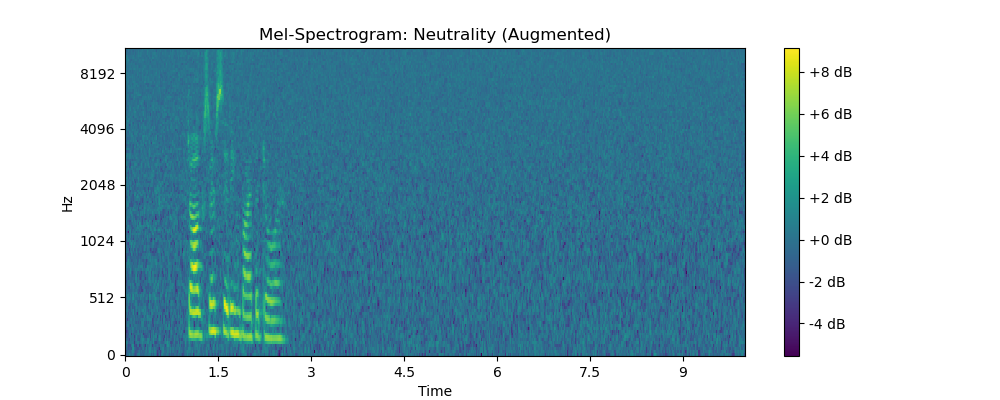 Mel-Spectrogram: Neutrality (Augmented)
8192
4096
2048
1024
512
0
Hz
0 1.5 3 4.5 6 7.5 9
Time
+8 dB
+6 dB
+4 dB
+2 dB
+0 dB
-2 dB
-4 dB